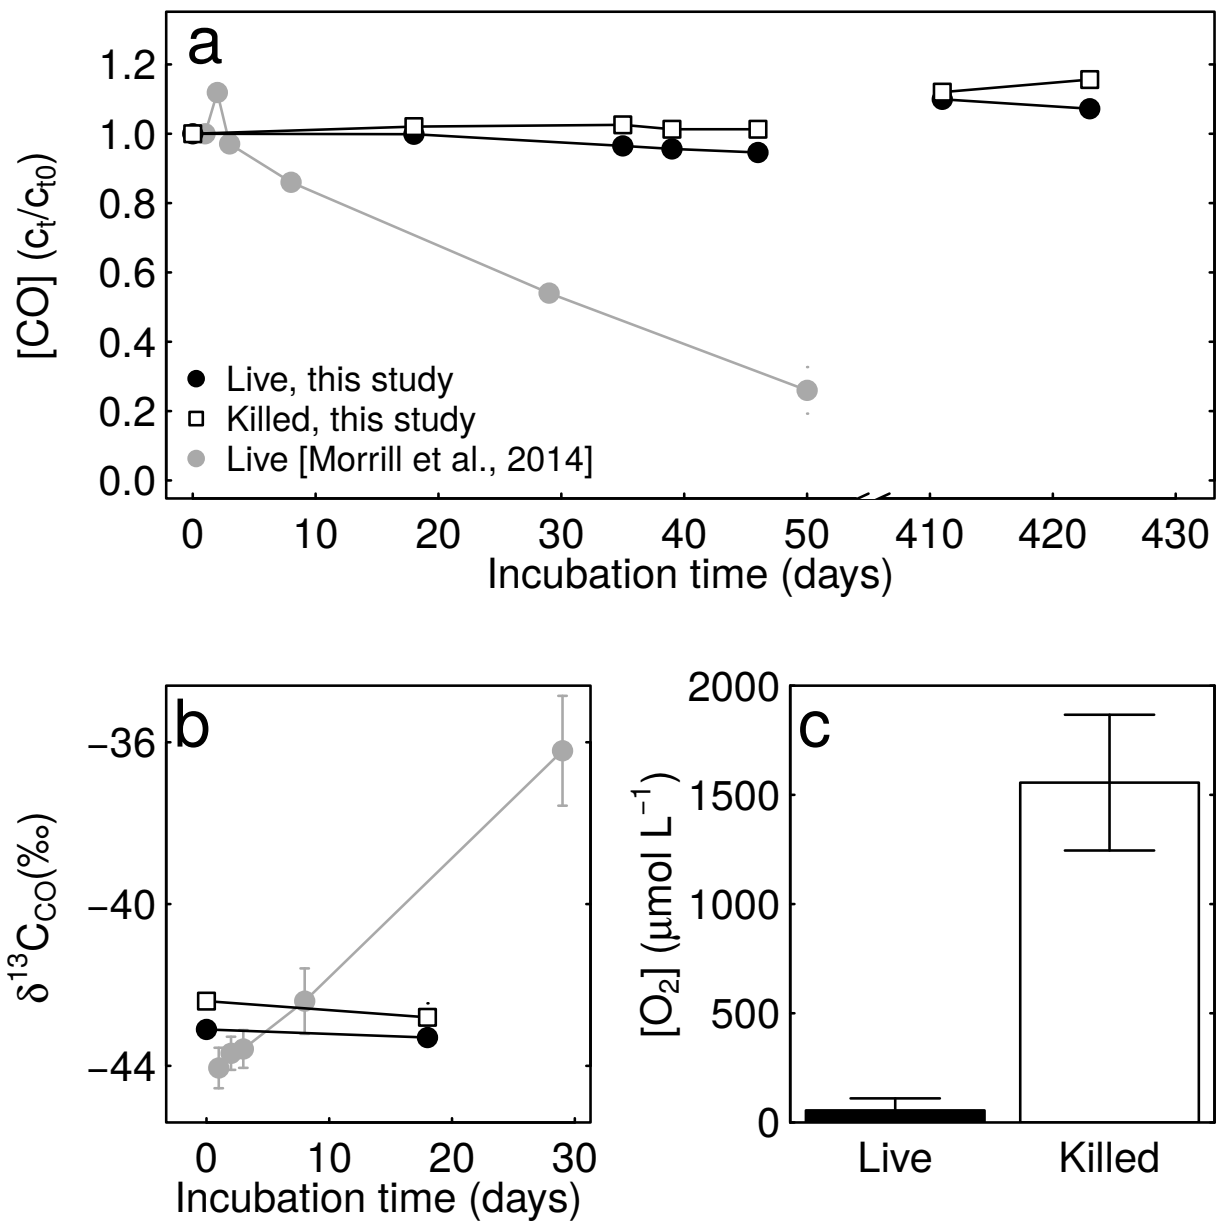 a
[CO] (cₜ/cₜ₀)
1.2
1.0
0.8
0.6
0.4
0.2
0.0
Live, this study
Killed, this study
Live [Morrill et al., 2014]
0 10 20 30 40 50 411 423 430
Incubation time (days)
b
δ¹³C_CO(‰)
−36
−40
−44
0 10 20 30
Incubation time (days)
c
[O₂] (μmol L⁻¹)
2000
1500
1000
500
0
Live Killed